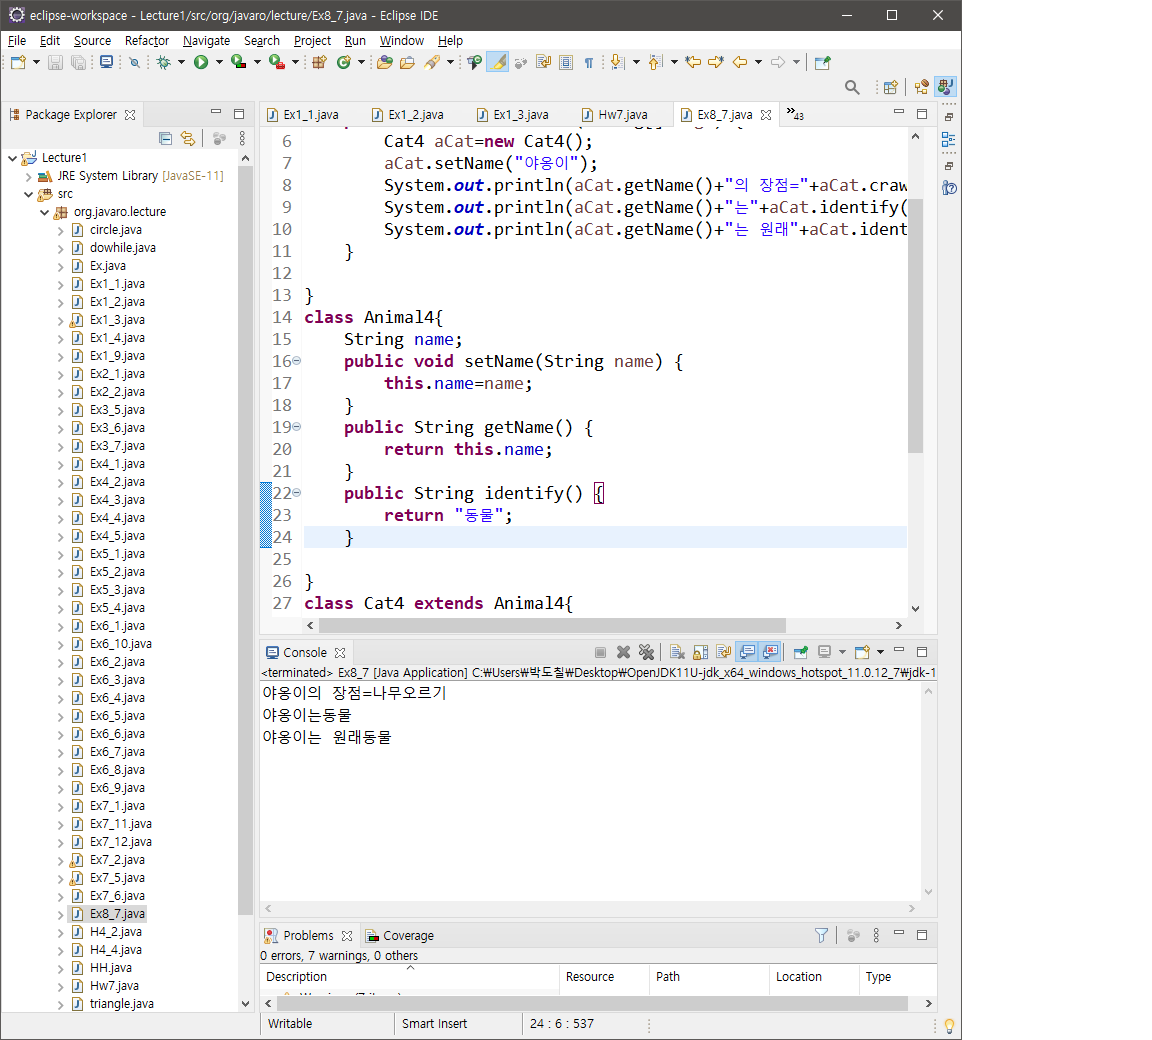 eclipse-workspace - Lecture1/src/org/javaro/lecture/Ex8_7.java - Eclipse IDE
File Edit Source Refactor Navigate Search Project Run Window Help
Package Explorer
Lecture1
JRE System Library [JavaSE-11]
src
org.javaro.lecture
circle.java
dowhile.java
Ex.java
Ex1_1.java
Ex1_2.java
Ex1_3.java
Ex1_4.java
Ex1_9.java
Ex2_1.java
Ex2_2.java
Ex3_5.java
Ex3_6.java
Ex3_7.java
Ex4_1.java
Ex4_2.java
Ex4_3.java
Ex4_4.java
Ex4_5.java
Ex5_1.java
Ex5_2.java
Ex5_3.java
Ex5_4.java
Ex6_1.java
Ex6_10.java
Ex6_2.java
Ex6_3.java
Ex6_4.java
Ex6_5.java
Ex6_6.java
Ex6_7.java
Ex6_8.java
Ex6_9.java
Ex7_1.java
Ex7_11.java
Ex7_12.java
Ex7_2.java
Ex7_5.java
Ex7_6.java
Ex8_7.java
H4_2.java
H4_4.java
HH.java
Hw7.java
triangle.java
Ex1_1.java Ex1_2.java Ex1_3.java Hw7.java Ex8_7.java »43
6 Cat4 aCat=new Cat4();
7 aCat.setName("야옹이");
8 System.out.println(aCat.getName()+"의 장점="+aCat.craw
9 System.out.println(aCat.getName()+"는"+aCat.identify(
10 System.out.println(aCat.getName()+"는 원래"+aCat.ident
11 }
12
13 }
14 class Animal4{
15 String name;
16 public void setName(String name) {
17 this.name=name;
18 }
19 public String getName() {
20 return this.name;
21 }
22 public String identify() {
23 return "동물";
24 }
25
26 }
27 class Cat4 extends Animal4{
Console
<terminated> Ex8_7 [Java Application] C:₩Users₩박도칠₩Desktop₩OpenJDK11U-jdk_x64_windows_hotspot_11.0.12_7₩jdk-1
야옹이의 장점=나무오르기
야옹이는동물
야옹이는 원래동물
Problems Coverage
0 errors, 7 warnings, 0 others
Description Resource Path Location Type
Writable Smart Insert 24 : 6 : 537